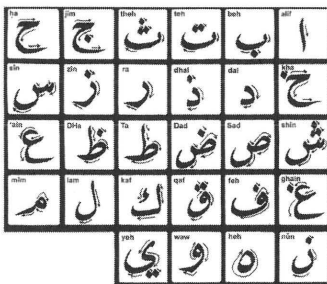 ha jim theh teh beh alif
ا ب ت ث ج ح
sin zin ra dhal dal kha
خ د ذ ر ز س
'ain DHa Ta Dad Sad shin
ش ص ض ط ظ ع
mim lam kaf qaf feh ghain
غ ف ق ك ل م
yeh waw heh nūn
ن ه و ي